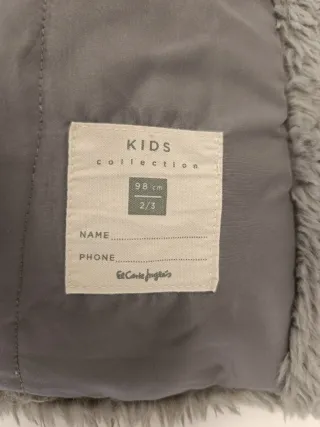 KIDS
collection
98 cm
2/3
NAME
PHONE
El Corte Inglés